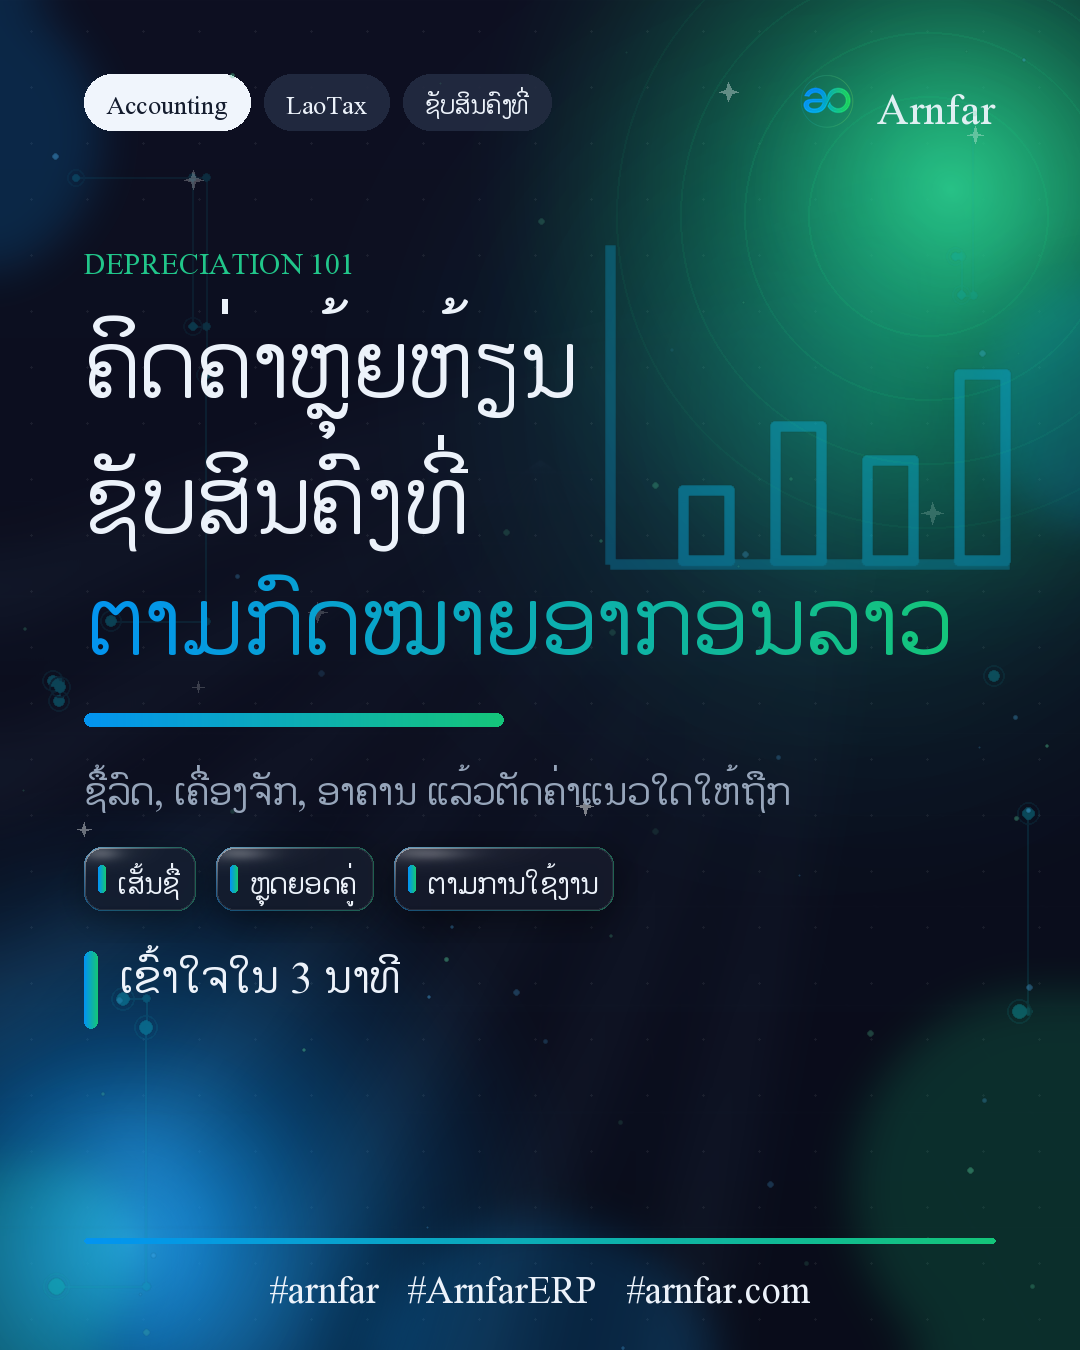 Accounting LaoTax ຊັບສິນຄົງທີ່ Arnfar
DEPRECIATION 101
ຄິດຄ່າຫຼຸ້ຍຫ້ຽນ
ຊັບສິນຄົງທີ່
ຕາມກົດໝາຍອາກອນລາວ
ຊື້ລົດ, ເຄື່ອງຈັກ, ອາຄານ ແລ້ວຕັດຄ່າແນວໃດໃຫ້ຖືກ
ເສັ້ນຊື່ ຫຼຸດຍອດຄູ່ ຕາມການໃຊ້ງານ
ເຂົ້າໃຈໃນ 3 ນາທີ
#arnfar #ArnfarERP #arnfar.com